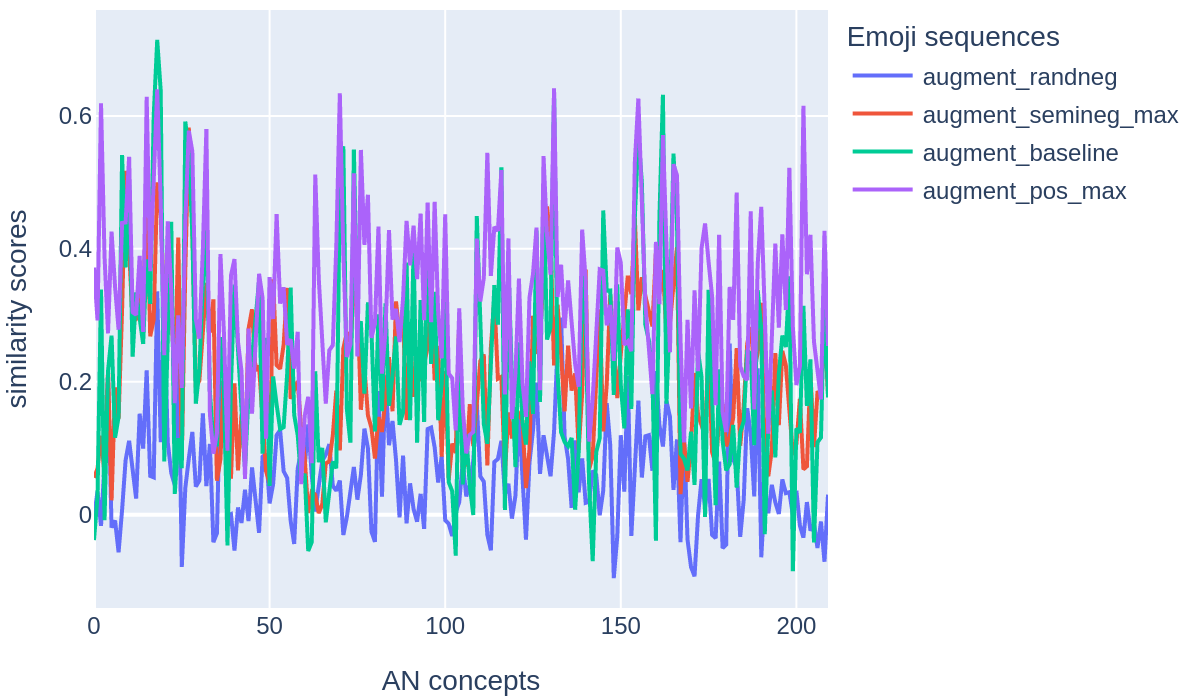 Emoji sequences
augment_randneg
augment_semineg_max
augment_baseline
augment_pos_max
similarity scores
0.6
0.4
0.2
0
0
50
100
150
200
AN concepts